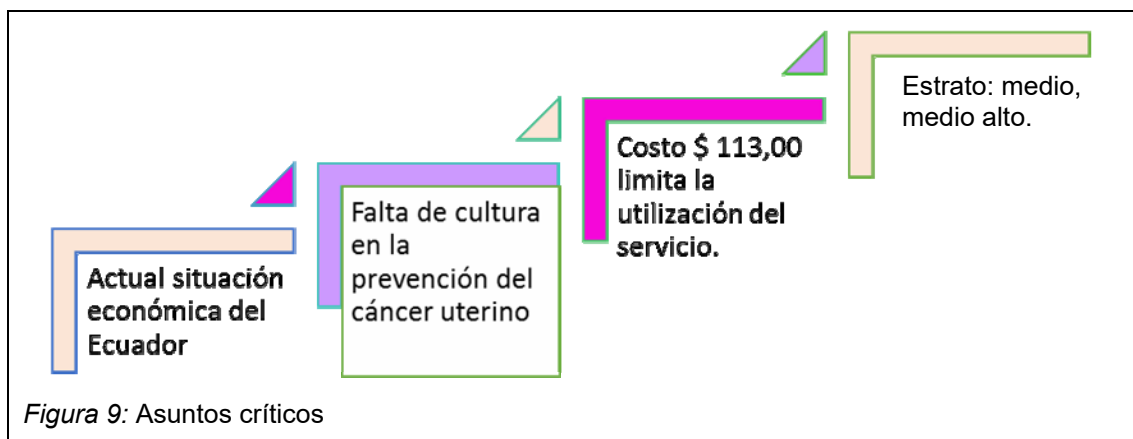 Actual situación
económica del
Ecuador
Falta de cultura
en la
prevención del
cáncer uterino
Costo $ 113,00
limita la
utilización del
servicio.
Estrato: medio,
medio alto.
Figura 9: Asuntos críticos